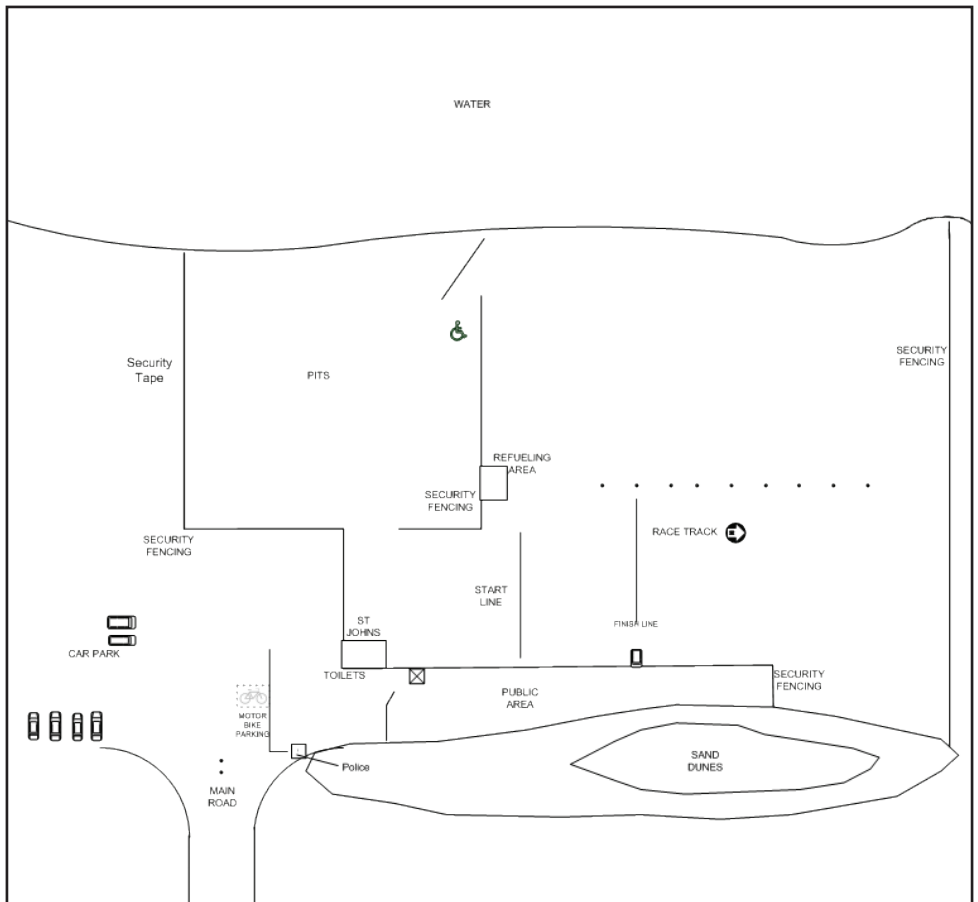 WATER
Security
Tape
PITS
SECURITY
FENCING
REFUELING
AREA
SECURITY
FENCING
RACE TRACK
SECURITY
FENCING
START
LINE
ST
JOHNS
FINISH LINE
CAR PARK
TOILETS
SECURITY
FENCING
PUBLIC
AREA
MOTOR
BIKE
PARKING
SAND
DUNES
Police
MAIN
ROAD